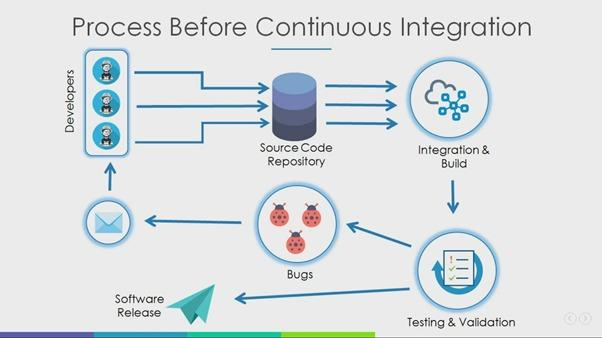 Process Before Continuous Integration
Developers
Source Code
Repository
Integration &
Build
Bugs
Software
Release
Testing & Validation